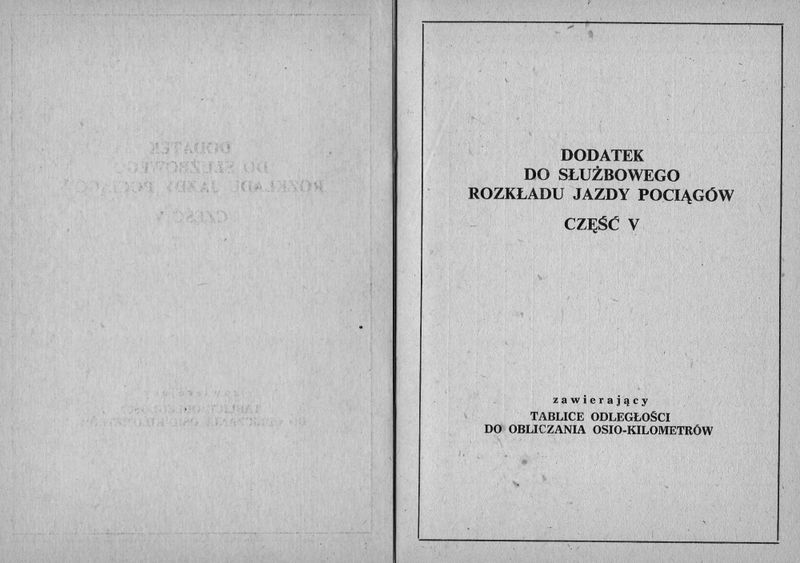 DODATEK
DO SŁUŻBOWEGO
ROZKŁADU JAZDY POCIĄGÓW
CZĘŚĆ V
zawierający
TABLICE ODLEGŁOŚCI
DO OBLICZANIA OSIO-KILOMETRÓW